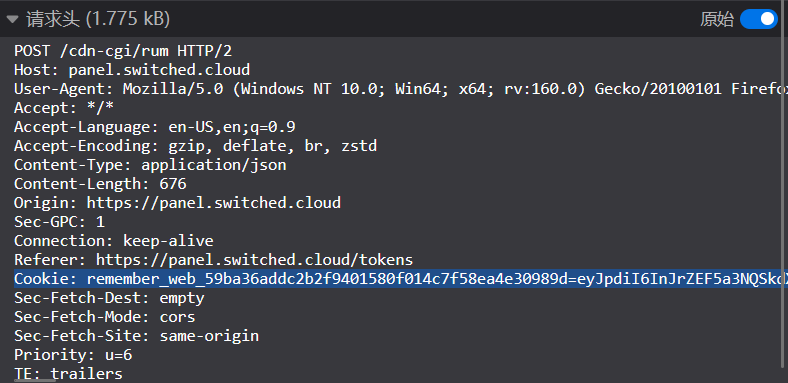 请求头 (1.775 kB)
原始
POST /cdn-cgi/rum HTTP/2
Host: panel.switched.cloud
User-Agent: Mozilla/5.0 (Windows NT 10.0; Win64; x64; rv:160.0) Gecko/20100101 Firefox
Accept: */*
Accept-Language: en-US,en;q=0.9
Accept-Encoding: gzip, deflate, br, zstd
Content-Type: application/json
Content-Length: 676
Origin: https://panel.switched.cloud
Sec-GPC: 1
Connection: keep-alive
Referer: https://panel.switched.cloud/tokens
Cookie: remember_web_59ba36addc2b2f9401580f014c7f58ea4e30989d=eyJpdiI6InJrZEF5a3NQSkd
Sec-Fetch-Dest: empty
Sec-Fetch-Mode: cors
Sec-Fetch-Site: same-origin
Priority: u=6
TE: trailers